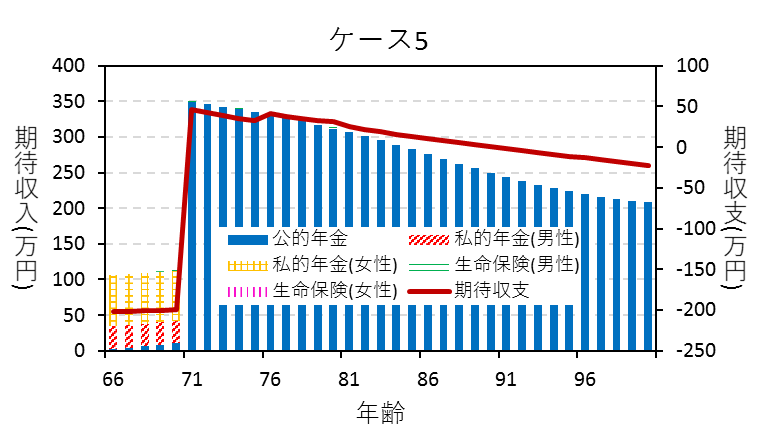 ケース5
400
350
300
250
200
150
100
50
0
期待収入(万円)
100
50
0
-50
-100
-150
-200
-250
期待収支(万円)
公的年金
私的年金(男性)
私的年金(女性)
生命保険(男性)
生命保険(女性)
期待収支
66 71 76 81 86 91 96
年齢